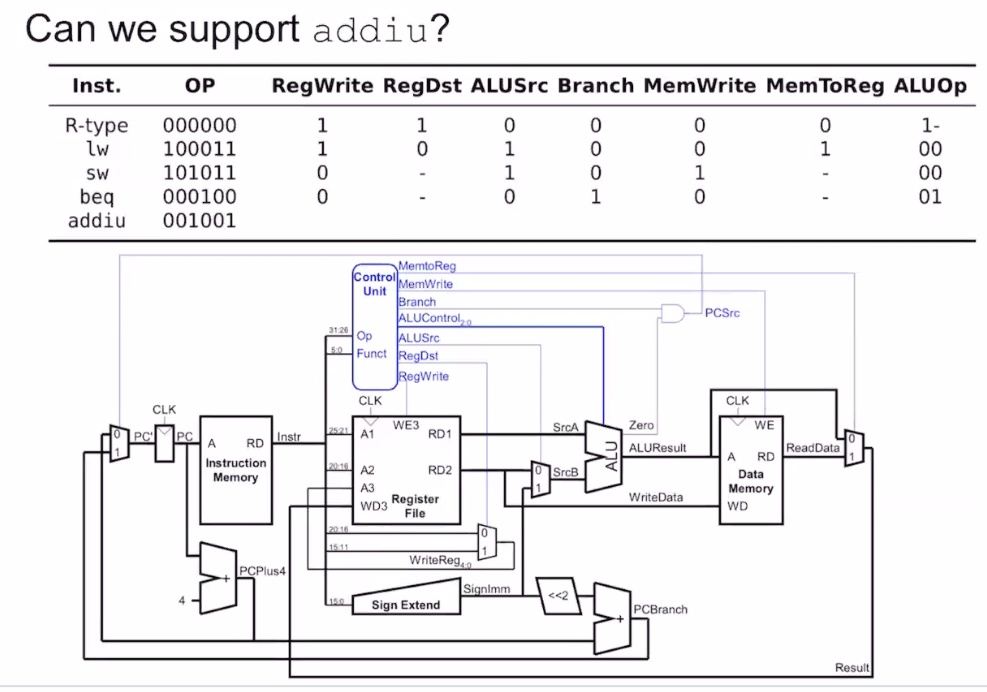 Can we support addiu?
Inst. OP RegWrite RegDst ALUSrc Branch MemWrite MemToReg ALUOp
R-type 000000 1 1 0 0 0 0 1-
lw 100011 1 0 1 0 0 1 00
sw 101011 0 - 1 0 1 - 00
beq 000100 0 - 0 1 0 - 01
addiu 001001
MemtoReg
Control
Unit
MemWrite
Branch
PCSrc
ALUControl2:0
31:26
Op
ALUSrc
5:0
Funct
RegDst
RegWrite
CLK
CLK
CLK
WE3
WE
0
1
PC'
PC
A
RD
Instr
25:21
A1
RD1
SrcA
Zero
ALU
ALUResult
A
RD
ReadData
0
1
Instruction
Memory
20:16
A2
RD2
0
1
SrcB
Data
Memory
A3
Register
File
WD3
WriteData
WD
20:16
0
15:11
1
WriteReg4:0
PCPlus4
+
4
15:0
Sign Extend
SignImm
<<2
+
PCBranch
Result